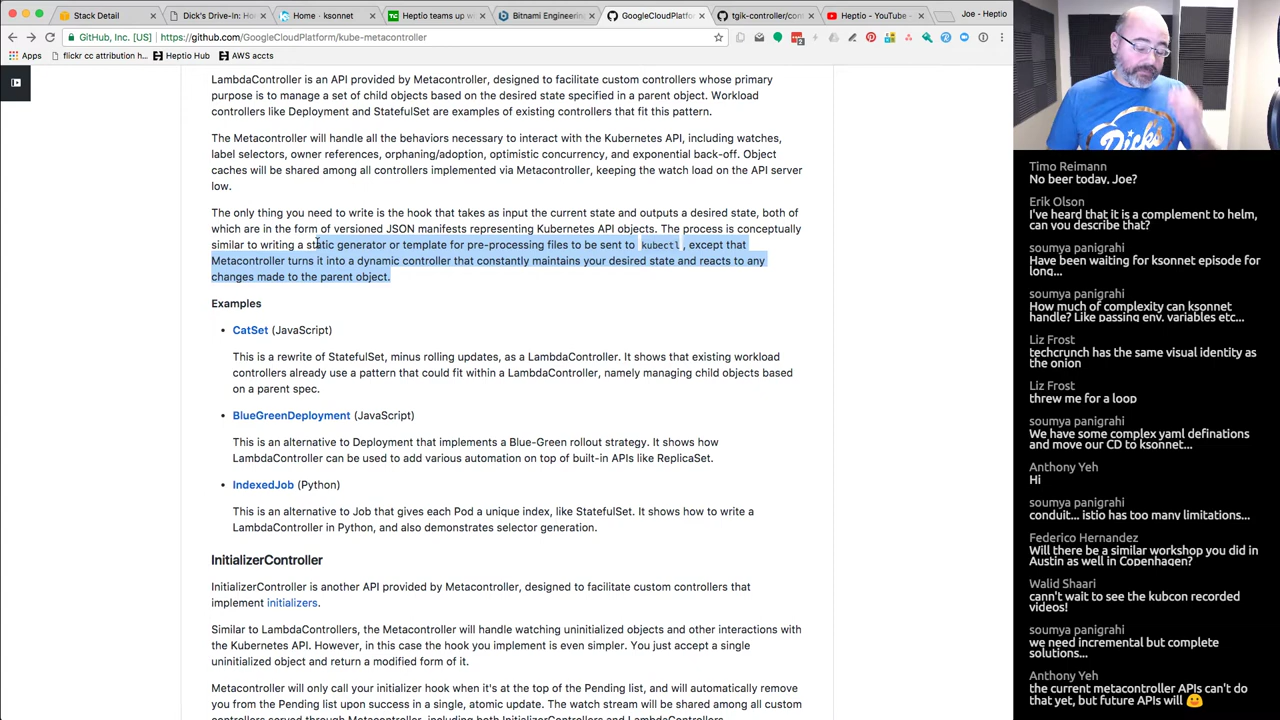 Stack Detail
Dick's Drive-In: Ho
Home · ksonnet
Heptio teams up w
Bitnami Engineering
GoogleCloudPlatfo
tgik-controller/con
Heptio - YouTube -
Joe - Heptio
GitHub, Inc. [US] https://github.com/GoogleCloudPlatform/kube-metacontroller
Apps
flickr cc attribution h...
Heptio Hub
AWS accts
LambdaController is an API provided by Metacontroller, designed to facilitate custom controllers whose primary
purpose is to manage a set of child objects based on the desired state specified in a parent object. Workload
controllers like Deployment and StatefulSet are examples of existing controllers that fit this pattern.
The Metacontroller will handle all the behaviors necessary to interact with the Kubernetes API, including watches,
label selectors, owner references, orphaning/adoption, optimistic concurrency, and exponential back-off. Object
caches will be shared among all controllers implemented via Metacontroller, keeping the watch load on the API server
low.
The only thing you need to write is the hook that takes as input the current state and outputs a desired state, both of
which are in the form of versioned JSON manifests representing Kubernetes API objects. The process is conceptually
similar to writing a static generator or template for pre-processing files to be sent to kubectl , except that
Metacontroller turns it into a dynamic controller that constantly maintains your desired state and reacts to any
changes made to the parent object.
Examples
• CatSet (JavaScript)
This is a rewrite of StatefulSet, minus rolling updates, as a LambdaController. It shows that existing workload
controllers already use a pattern that could fit within a LambdaController, namely managing child objects based
on a parent spec.
• BlueGreenDeployment (JavaScript)
This is an alternative to Deployment that implements a Blue-Green rollout strategy. It shows how
LambdaController can be used to add various automation on top of built-in APIs like ReplicaSet.
• IndexedJob (Python)
This is an alternative to Job that gives each Pod a unique index, like StatefulSet. It shows how to write a
LambdaController in Python, and also demonstrates selector generation.
InitializerController
InitializerController is another API provided by Metacontroller, designed to facilitate custom controllers that
implement initializers.
Similar to LambdaControllers, the Metacontroller will handle watching uninitialized objects and other interactions with
the Kubernetes API. However, in this case the hook you implement is even simpler. You just accept a single
uninitialized object and return a modified form of it.
Metacontroller will only call your initializer hook when it's at the top of the Pending list, and will automatically remove
you from the Pending list upon success in a single, atomic update. The watch stream will be shared among all custom
controllers served through Metacontroller, including both InitializerControllers and LambdaControllers.
Dick's
Timo Reimann
No beer today, Joe?
Erik Olson
I've heard that it is a complement to helm,
can you describe that?
soumya panigrahi
Have been waiting for ksonnet episode for
long...
soumya panigrahi
How much of complexity can ksonnet
handle? Like passing env. variables etc...
Liz Frost
techcrunch has the same visual identity as
the onion
Liz Frost
threw me for a loop
soumya panigrahi
We have some complex yaml definations
and move our CD to ksonnet...
Anthony Yeh
Hi
soumya panigrahi
conduit... istio has too many limitations...
Federico Hernandez
Will there be a similar workshop you did in
Austin as well in Copenhagen?
Walid Shaari
cann't wait to see the kubcon recorded
videos!
soumya panigrahi
we need incremental but complete
solutions...
Anthony Yeh
the current metacontroller APIs can't do
that yet, but future APIs will